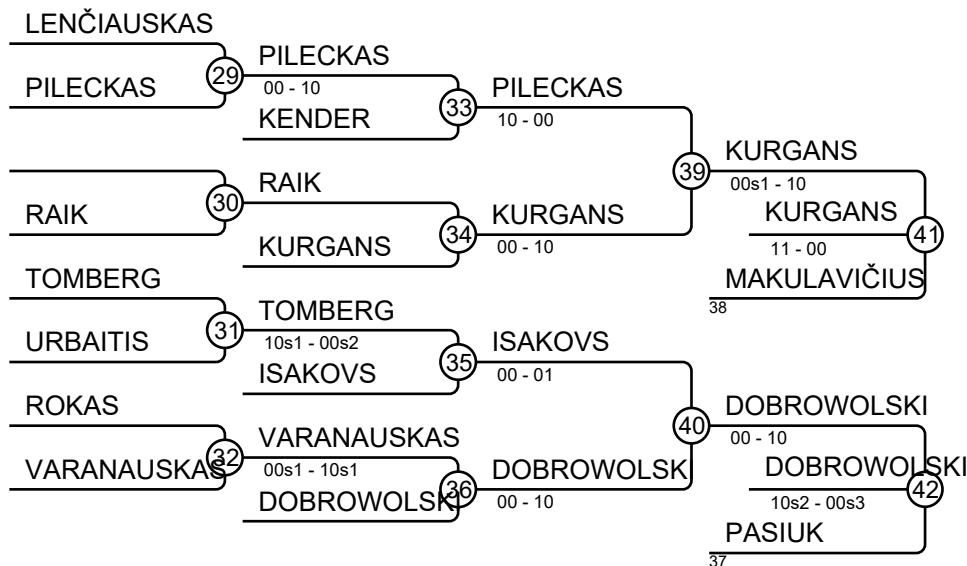 LENČIAUSKAS
PILECKAS
29
PILECKAS
00 - 10
KENDER
33
PILECKAS
10 - 00
RAIK
30
RAIK
KURGANS
34
KURGANS
00 - 10
39
KURGANS
00s1 - 10
KURGANS
11 - 00
MAKULAVIČIUS
38
41
TOMBERG
URBAITIS
31
TOMBERG
10s1 - 00s2
ISAKOVS
35
ISAKOVS
00 - 01
ROKAS
VARANAUSKAS
32
VARANAUSKAS
00s1 - 10s1
DOBROWOLSKI
36
DOBROWOLSKI
00 - 10
40
DOBROWOLSKI
00 - 10
DOBROWOLSKI
10s2 - 00s3
PASIUK
37
42